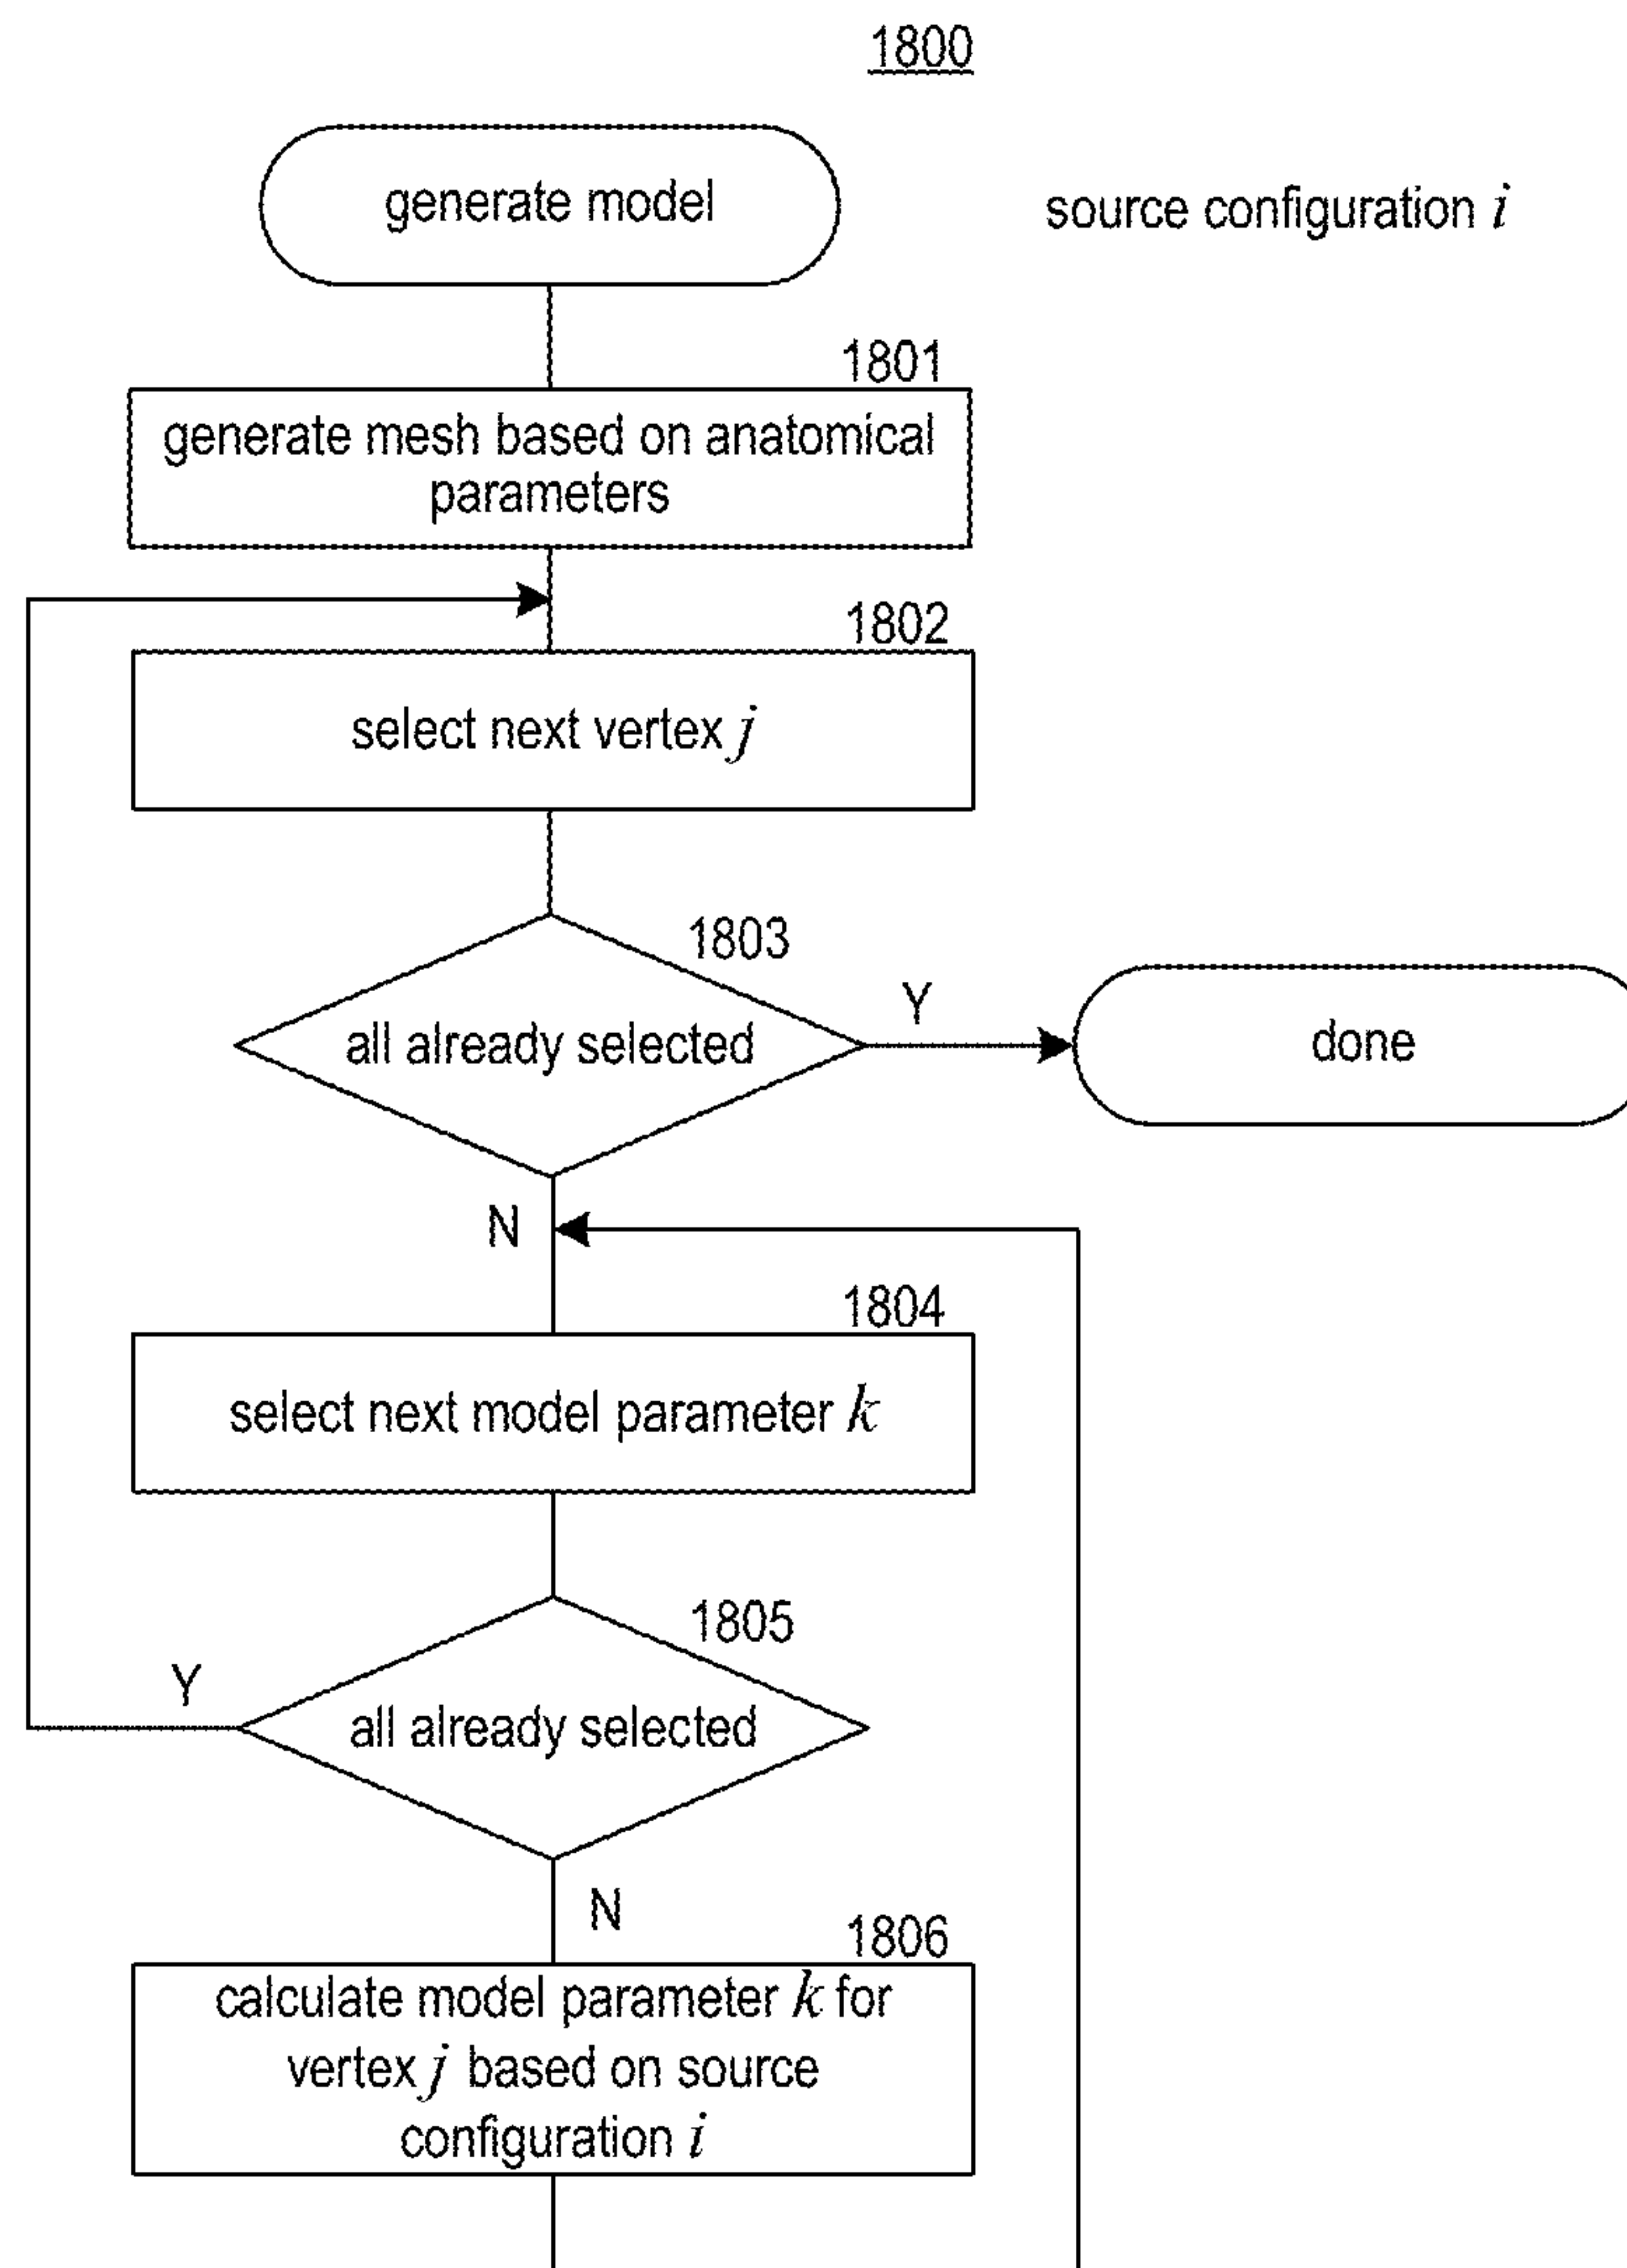 1800
generate model
source configuration i
1801
generate mesh based on anatomical
parameters
1802
select next vertex j
1803
all already selected
Y
done
N
1804
select next model parameter k
1805
Y
all already selected
N
1806
calculate model parameter k for
vertex j based on source
configuration i